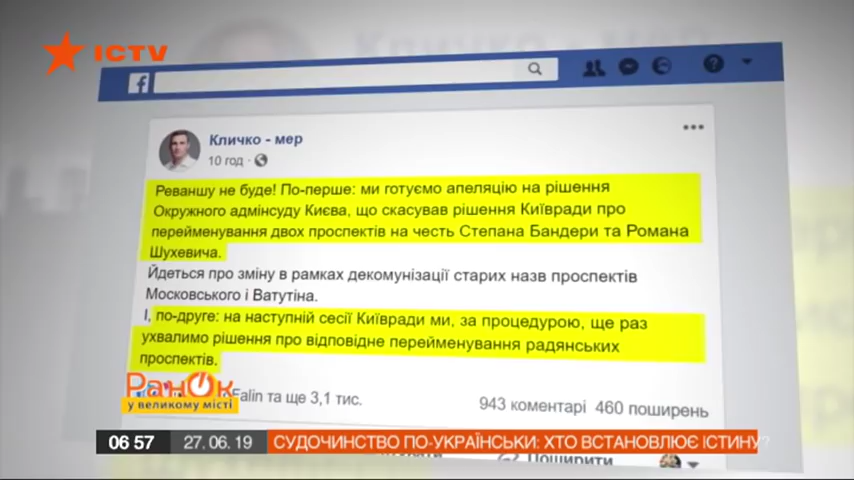 ICTV
Кличко - мер
f
Кличко - мер
10 год ·
Реваншу не буде! По-перше: ми готуємо апеляцію на рішення
Окружного адмінсуду Києва, що скасував рішення Київради про
перейменування двох проспектів на честь Степана Бандери та Романа
Шухевича.
Йдеться про зміну в рамках декомунізації старих назв проспектів
Московського і Ватутіна.
І, по-друге: на наступній сесії Київради ми, за процедурою, ще раз
ухвалимо рішення про відповідне перейменування радянських
проспектів.
Falin та ще 3,1 тис.
943 коментарі 460 поширень
Ранок
у великому місті
06 57 27. 06. 19 СУДОЧИНСТВО ПО-УКРАЇНСЬКИ: ХТО ВСТАНОВЛЮЄ ІСТИНУ?
Поширити